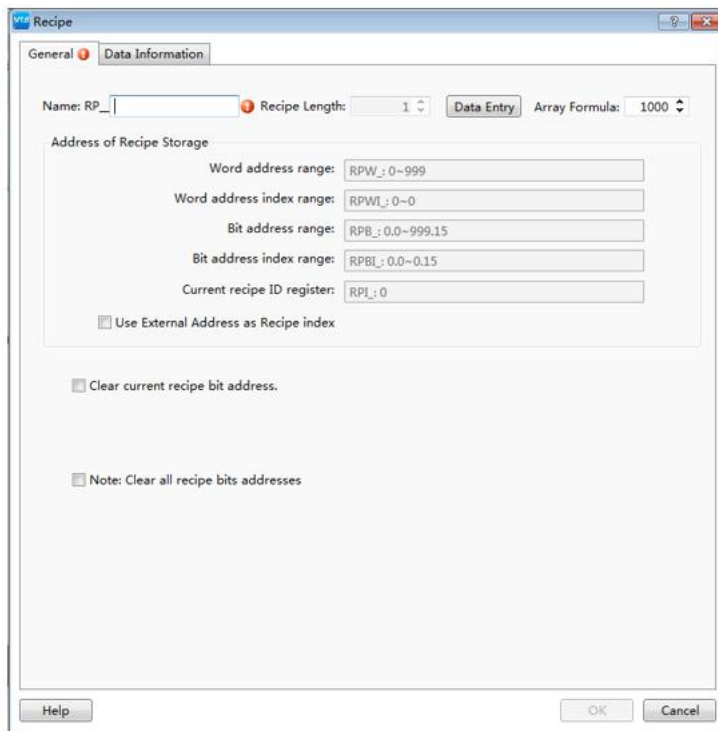 VT.B Recipe
General Data Information
Name: RP_ Recipe Length: 1 Data Entry Array Formula: 1000
Address of Recipe Storage
Word address range: RPW_: 0~999
Word address index range: RPWI_: 0~0
Bit address range: RPB_: 0.0~999.15
Bit address index range: RPBI_: 0.0~0.15
Current recipe ID register: RPI_: 0
Use External Address as Recipe index
Clear current recipe bit address.
Note: Clear all recipe bits addresses
Help OK Cancel